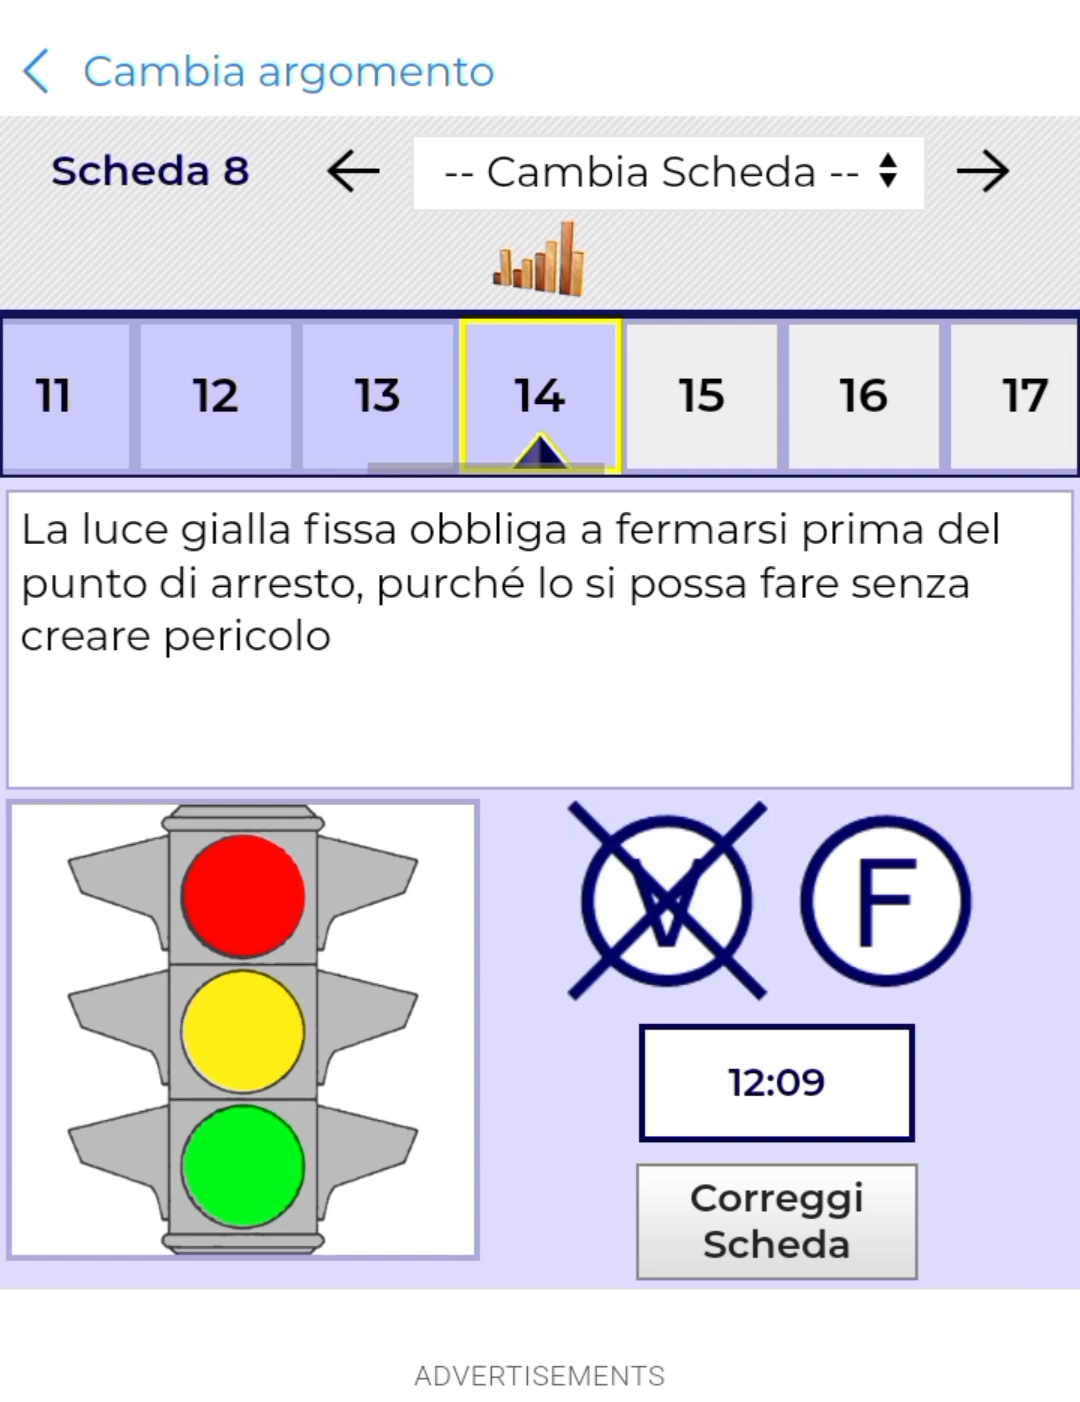 Cambia argomento
Scheda 8
-- Cambia Scheda --
11 12 13 14 15 16 17
La luce gialla fissa obbliga a fermarsi prima del
punto di arresto, purché lo si possa fare senza
creare pericolo
V F
12:09
Correggi
Scheda
ADVERTISEMENTS